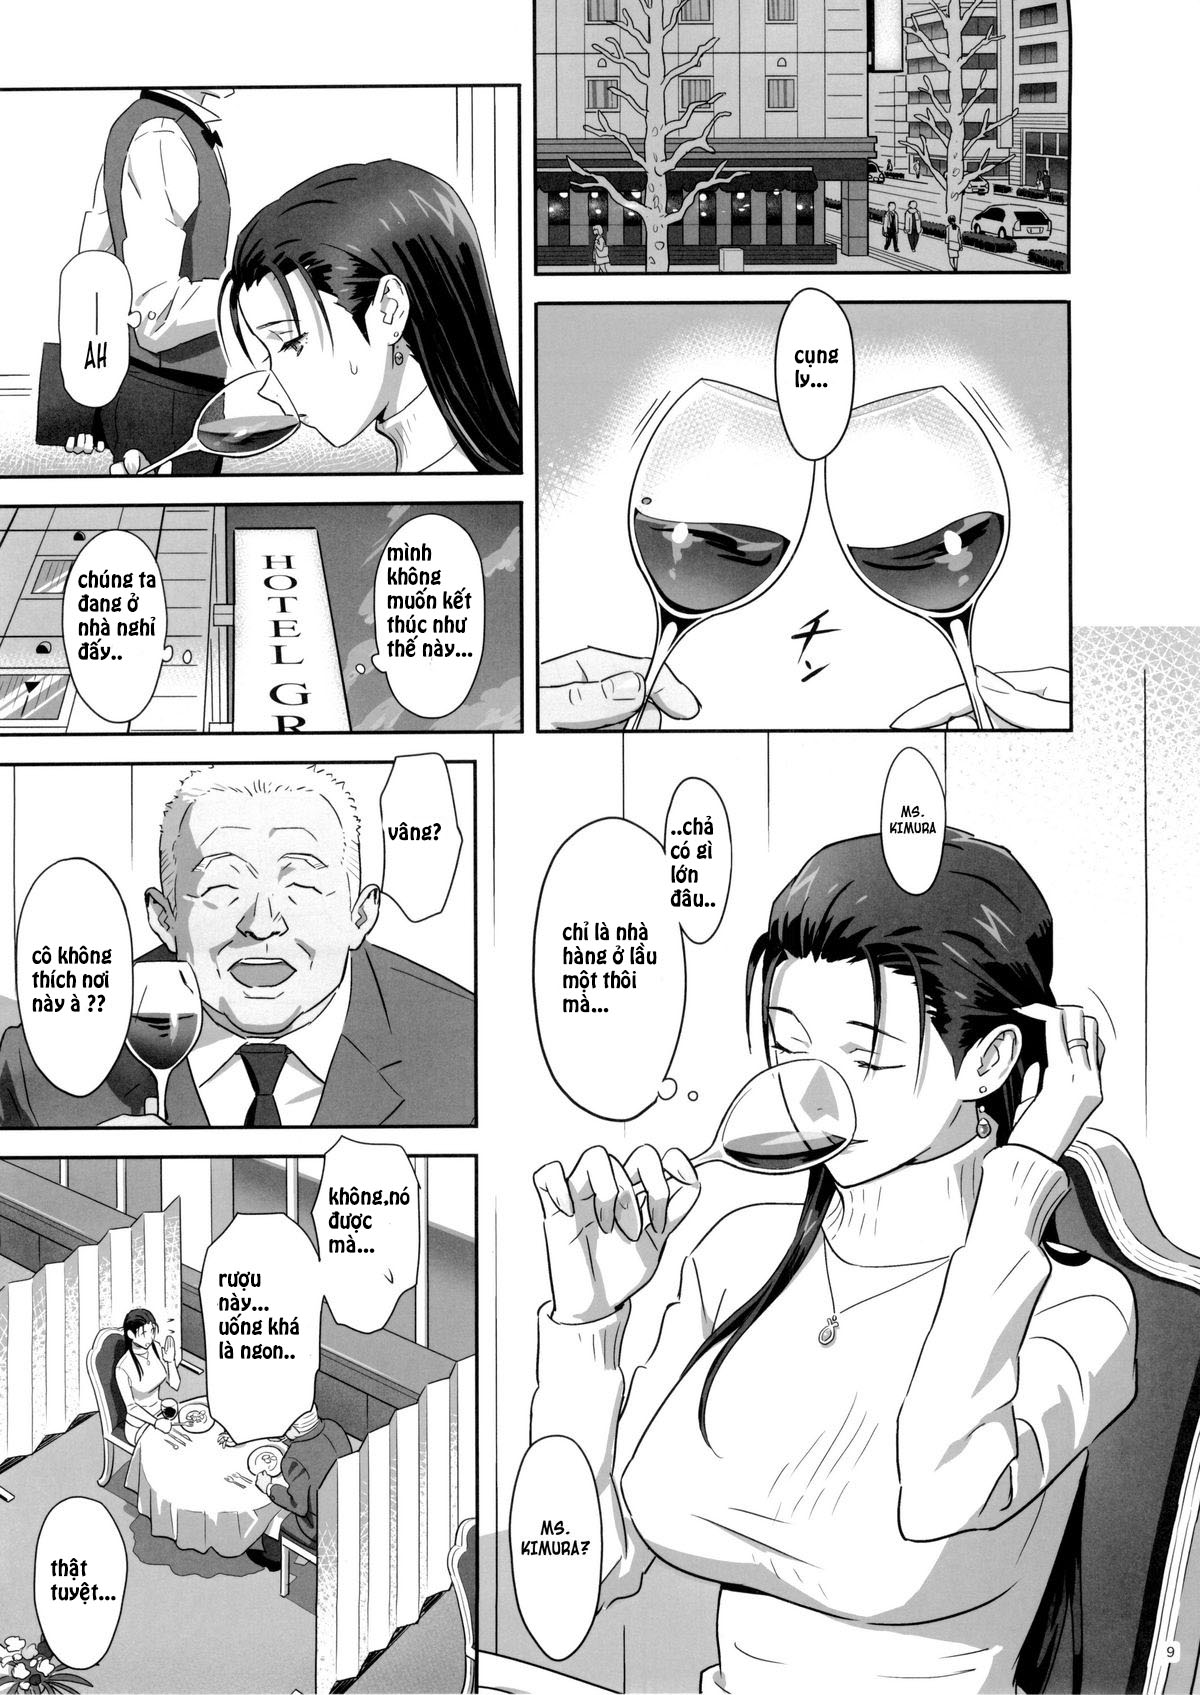 cụng
ly...
チン
AH
mình
không
muốn kết
thúc như
thế này...
HOTEL GR
chúng ta
đang ở
nhà nghỉ
đấy..
MS.
KIMURA
..chả
có gì
lớn
đâu..
chỉ là nhà
hàng ở lầu
một thôi
mà...
MS.
KIMURA?
vâng?
cô không
thích nơi
này à ??
không,nó
được
mà...
rượu
này...
uống khá
là ngon..
thật
tuyệt...
9